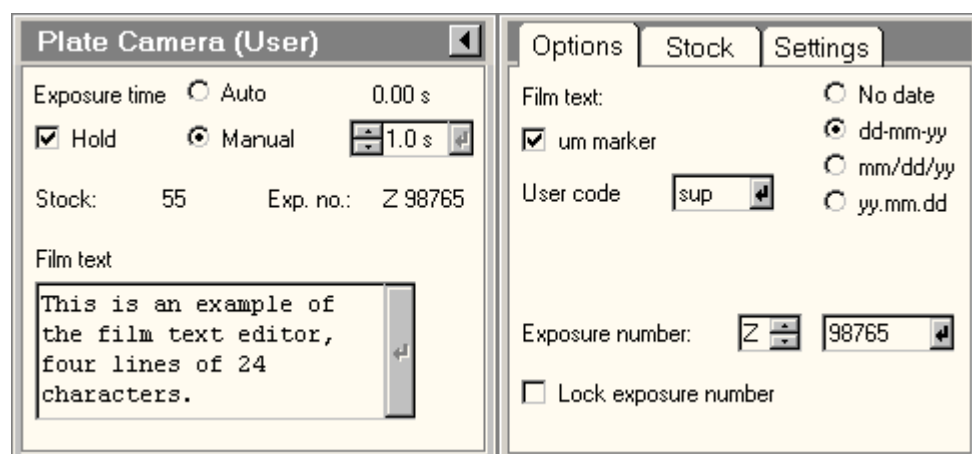 Plate Camera (User)
Exposure time Auto 0.00 s
Hold Manual 1.0 s
Stock: 55 Exp. no.: Z 98765
Film text
This is an example of
the film text editor,
four lines of 24
characters.
Options Stock Settings
Film text: No date
um marker dd-mm-yy
mm/dd/yy
User code sup yy.mm.dd
Exposure number: Z 98765
Lock exposure number